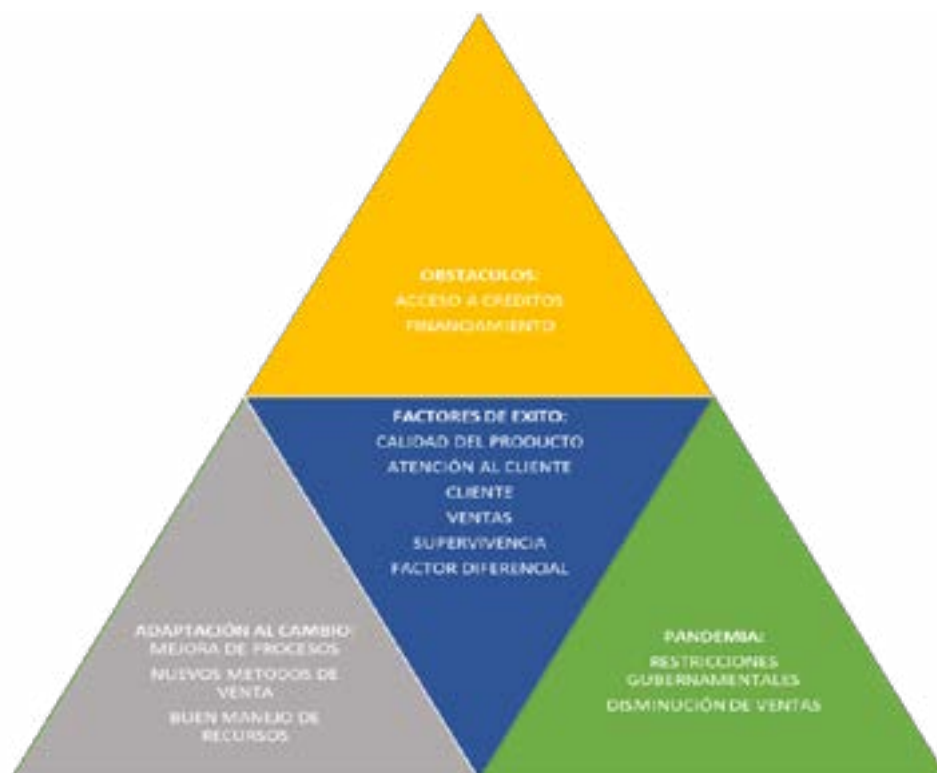 OBSTACULOS:
ACCESO A CREDITOS
FINANCIAMIENTO
FACTORES DE EXITO:
CALIDAD DEL PRODUCTO
ATENCIÓN AL CLIENTE
CLIENTE
VENTAS
SUPERVIVENCIA
FACTOR DIFERENCIAL
ADAPTACIÓN AL CAMBIO:
MEJORA DE PROCESOS
NUEVOS METODOS DE
VENTA
BUEN MANEJO DE
RECURSOS
PANDEMIA:
RESTRICCIONES
GUBERNAMENTALES
DISMINUCIÓN DE VENTAS